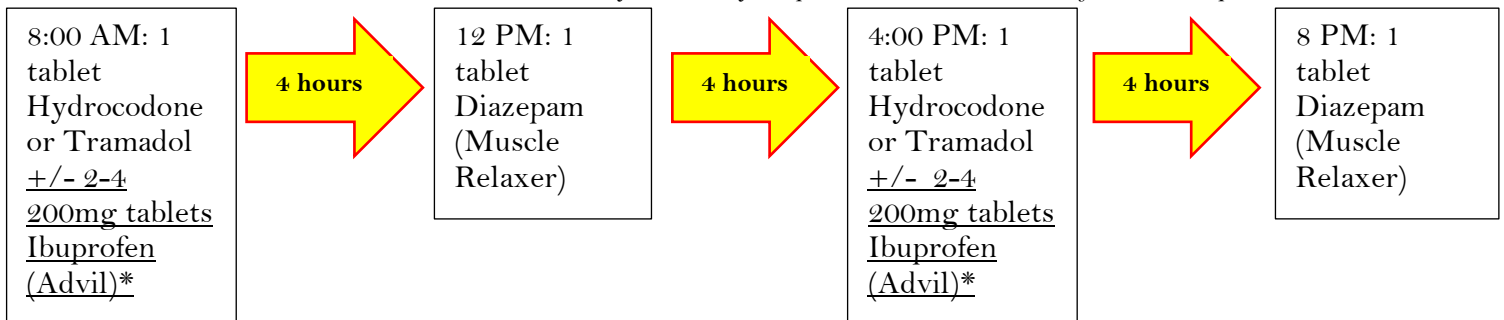 8:00 AM: 1
tablet
Hydrocodone
or Tramadol
+/- 2-4
200mg tablets
Ibuprofen
(Advil)*
4 hours
12 PM: 1
tablet
Diazepam
(Muscle
Relaxer)
4 hours
4:00 PM: 1
tablet
Hydrocodone
or Tramadol
+/- 2-4
200mg tablets
Ibuprofen
(Advil)*
4 hours
8 PM: 1
tablet
Diazepam
(Muscle
Relaxer)